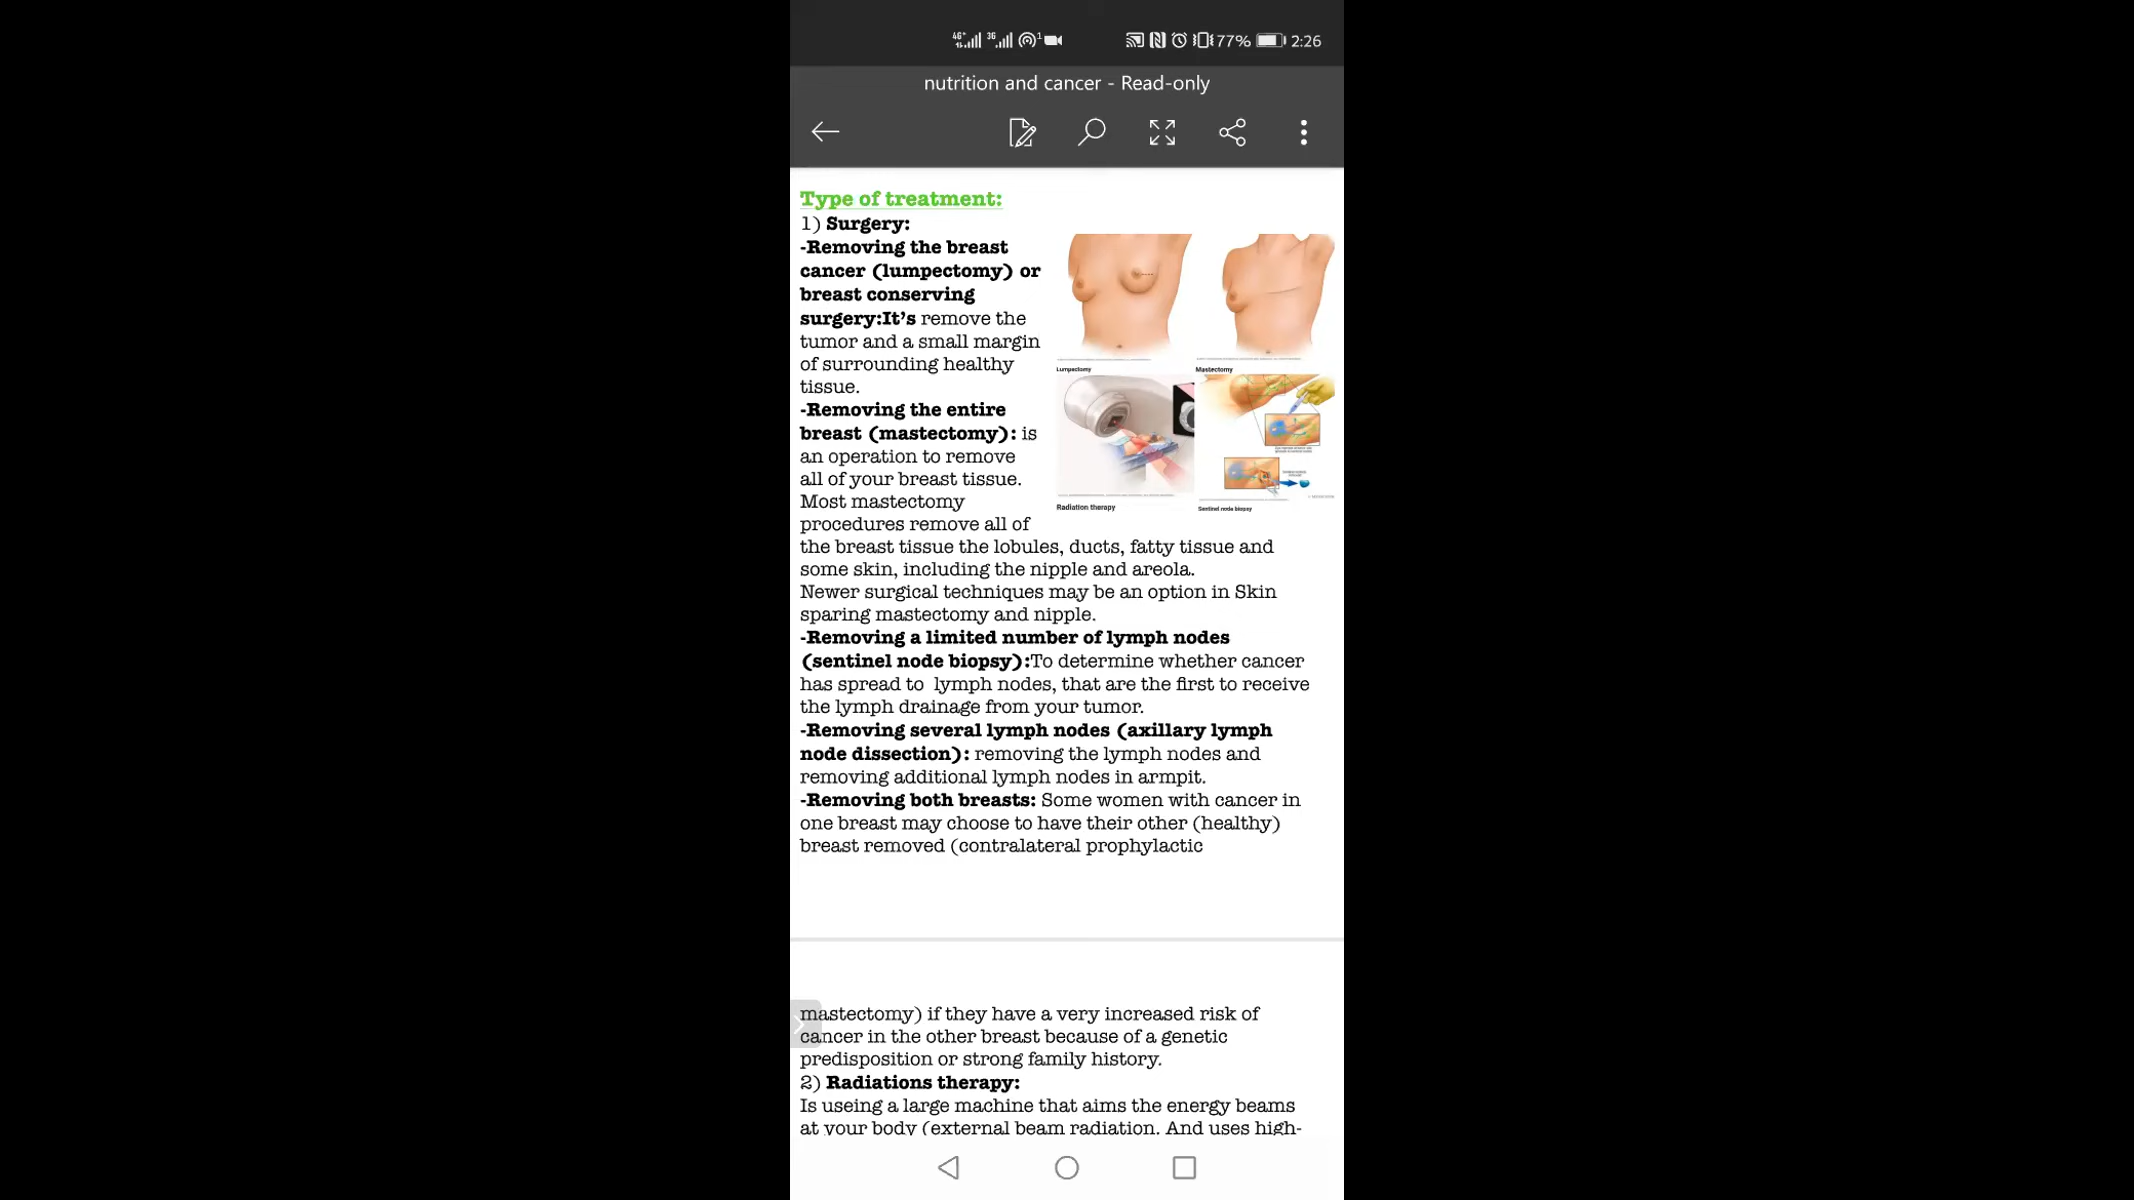 4G+ 3G 1 77% 2:26
nutrition and cancer - Read-only
Type of treatment:
1) Surgery:
-Removing the breast
cancer (lumpectomy) or
breast conserving
surgery:It's remove the
tumor and a small margin
of surrounding healthy
tissue.
-Removing the entire
breast (mastectomy): is
an operation to remove
all of your breast tissue.
Most mastectomy
procedures remove all of
the breast tissue the lobules, ducts, fatty tissue and
some skin, including the nipple and areola.
Newer surgical techniques may be an option in Skin
sparing mastectomy and nipple.
-Removing a limited number of lymph nodes
(sentinel node biopsy):To determine whether cancer
has spread to  lymph nodes, that are the first to receive
the lymph drainage from your tumor.
-Removing several lymph nodes (axillary lymph
node dissection): removing the lymph nodes and
removing additional lymph nodes in armpit.
-Removing both breasts: Some women with cancer in
one breast may choose to have their other (healthy)
breast removed (contralateral prophylactic
Lumpectomy
Mastectomy
Radiation therapy
Sentinel node biopsy
mastectomy) if they have a very increased risk of
cancer in the other breast because of a genetic
predisposition or strong family history.
2) Radiations therapy:
Is useing a large machine that aims the energy beams
at your body (external beam radiation. And uses high-